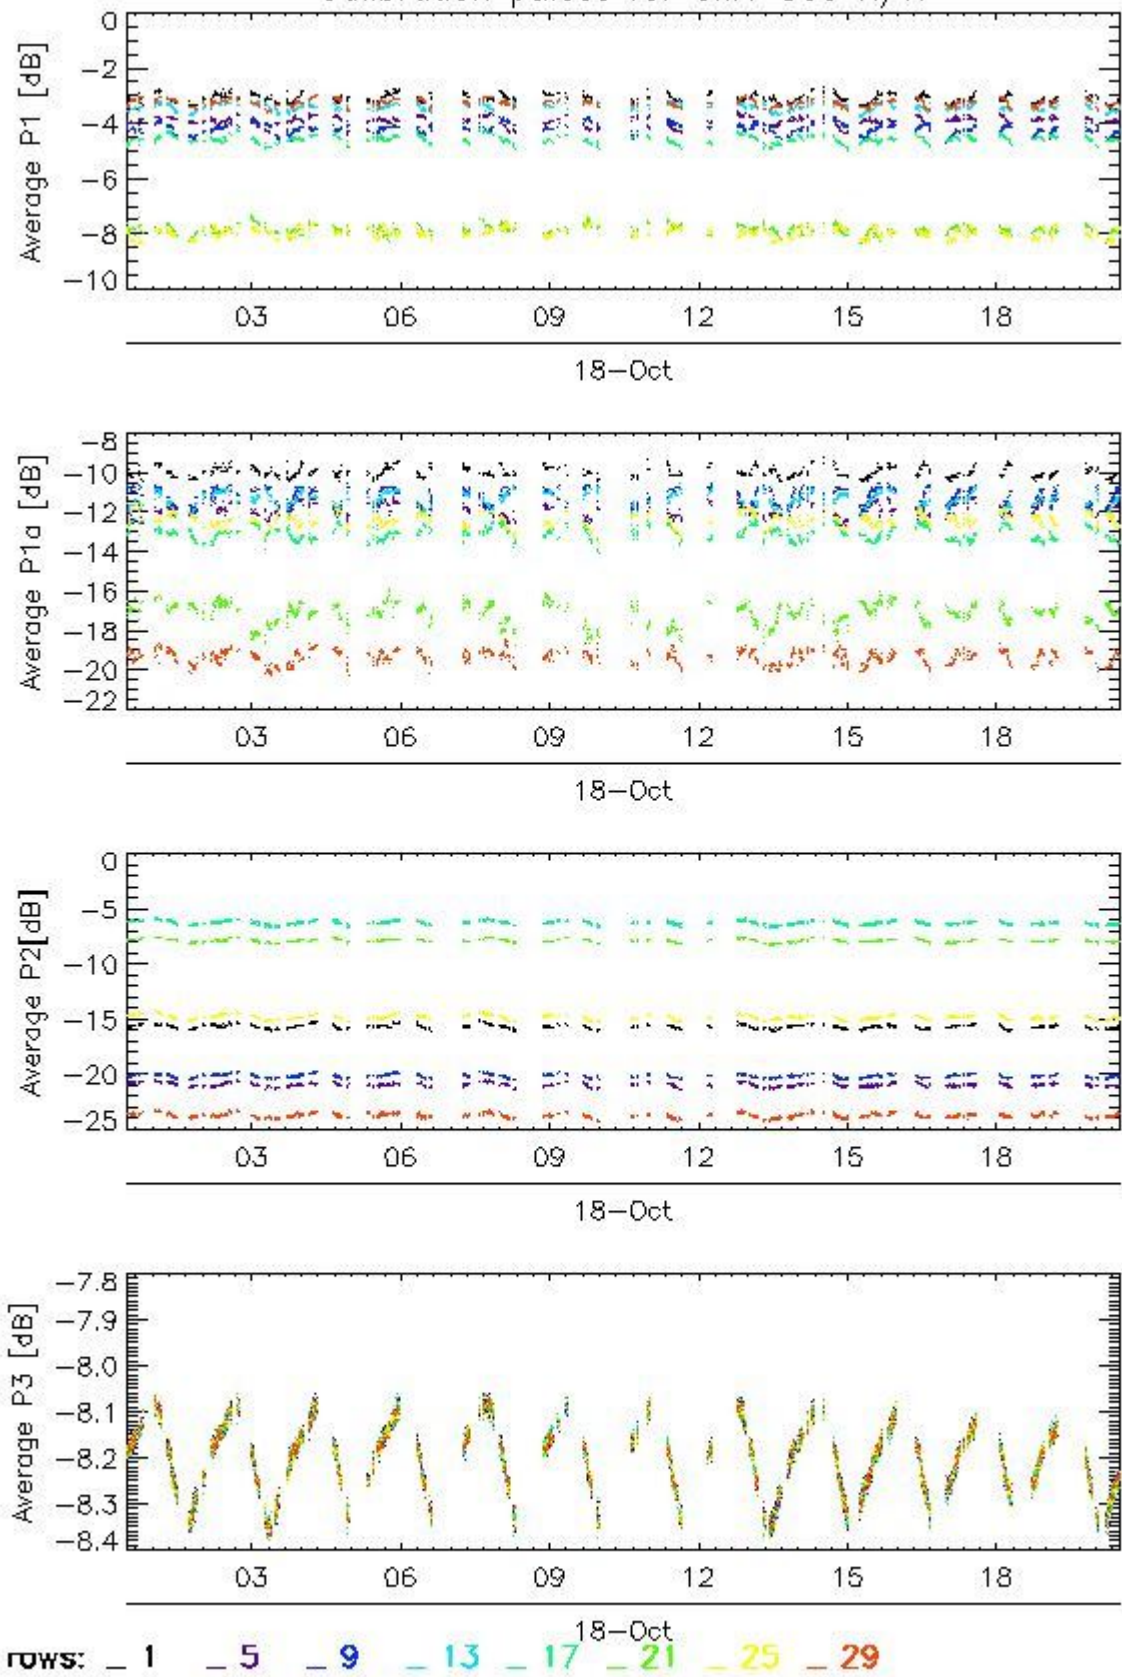 0
−2
−4
−6
−8
−10
Average P1 [dB]
03 06 09 12 15 18
18−Oct
−8
−10
−12
−14
−16
−18
−20
−22
Average P1a [dB]
03 06 09 12 15 18
18−Oct
0
−5
−10
−15
−20
−25
Average P2[dB]
03 06 09 12 15 18
18−Oct
−7.8
−7.9
−8.0
−8.1
−8.2
−8.3
−8.4
Average P3 [dB]
03 06 09 12 15 18
18−Oct
rows: _ 1 _ 5 _ 9 _ 13 _ 17 _ 21 _ 25 _ 29